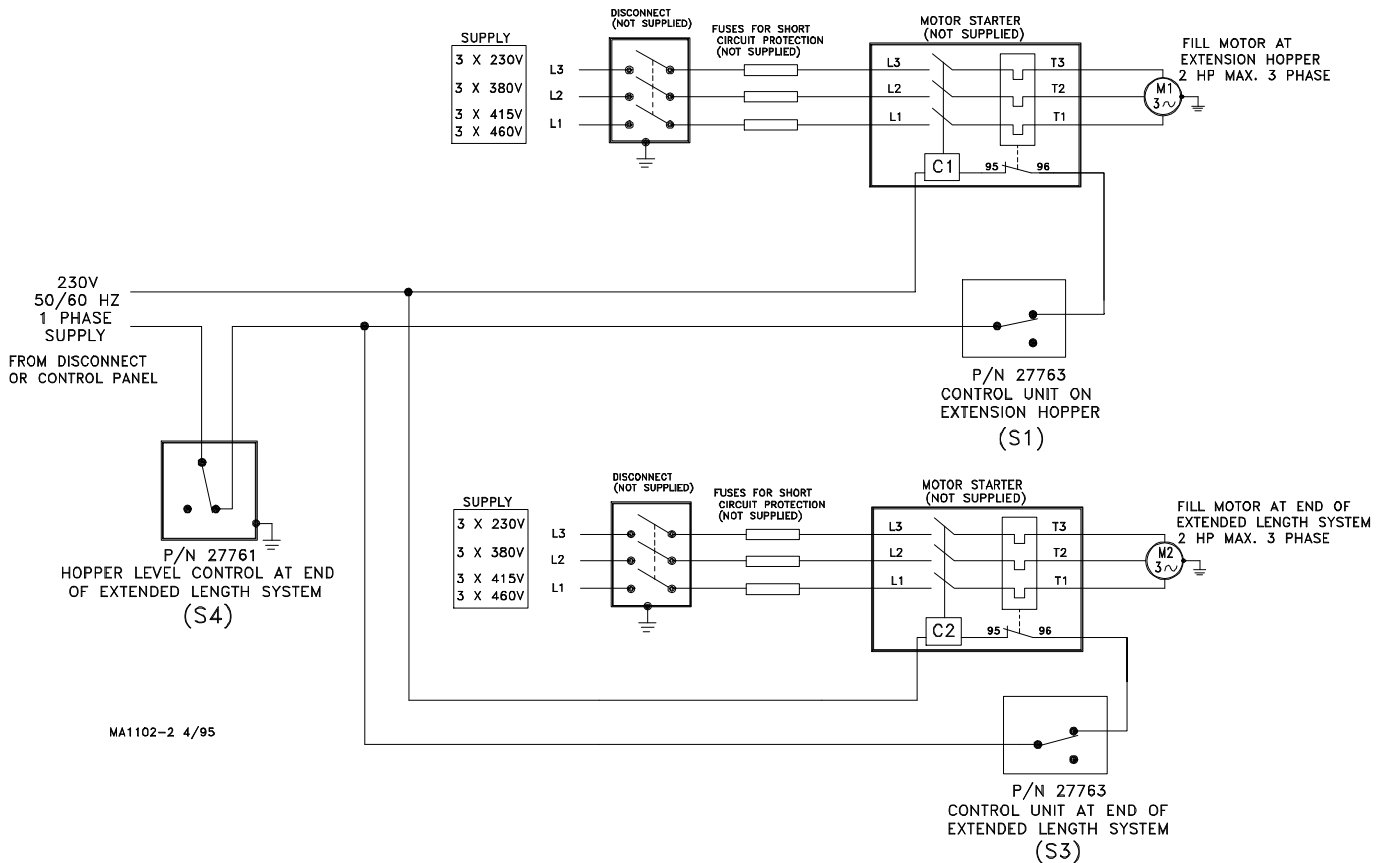 DISCONNECT
(NOT SUPPLIED)
FUSES FOR SHORT
CIRCUIT PROTECTION
(NOT SUPPLIED)
MOTOR STARTER
(NOT SUPPLIED)
SUPPLY
3 X 230V
3 X 380V
3 X 415V
3 X 460V
L3
L2
L1
L3
L2
L1
T3
T2
T1
C1
95
96
M1
3~
FILL MOTOR AT
EXTENSION HOPPER
2 HP MAX. 3 PHASE
230V
50/60 HZ
1 PHASE
SUPPLY
FROM DISCONNECT
OR CONTROL PANEL
P/N 27763
CONTROL UNIT ON
EXTENSION HOPPER
(S1)
P/N 27761
HOPPER LEVEL CONTROL AT END
OF EXTENDED LENGTH SYSTEM
(S4)
DISCONNECT
(NOT SUPPLIED)
FUSES FOR SHORT
CIRCUIT PROTECTION
(NOT SUPPLIED)
MOTOR STARTER
(NOT SUPPLIED)
SUPPLY
3 X 230V
3 X 380V
3 X 415V
3 X 460V
L3
L2
L1
L3
L2
L1
T3
T2
T1
C2
95
96
M2
3~
FILL MOTOR AT END OF
EXTENDED LENGTH SYSTEM
2 HP MAX. 3 PHASE
MA1102-2 4/95
P/N 27763
CONTROL UNIT AT END OF
EXTENDED LENGTH SYSTEM
(S3)